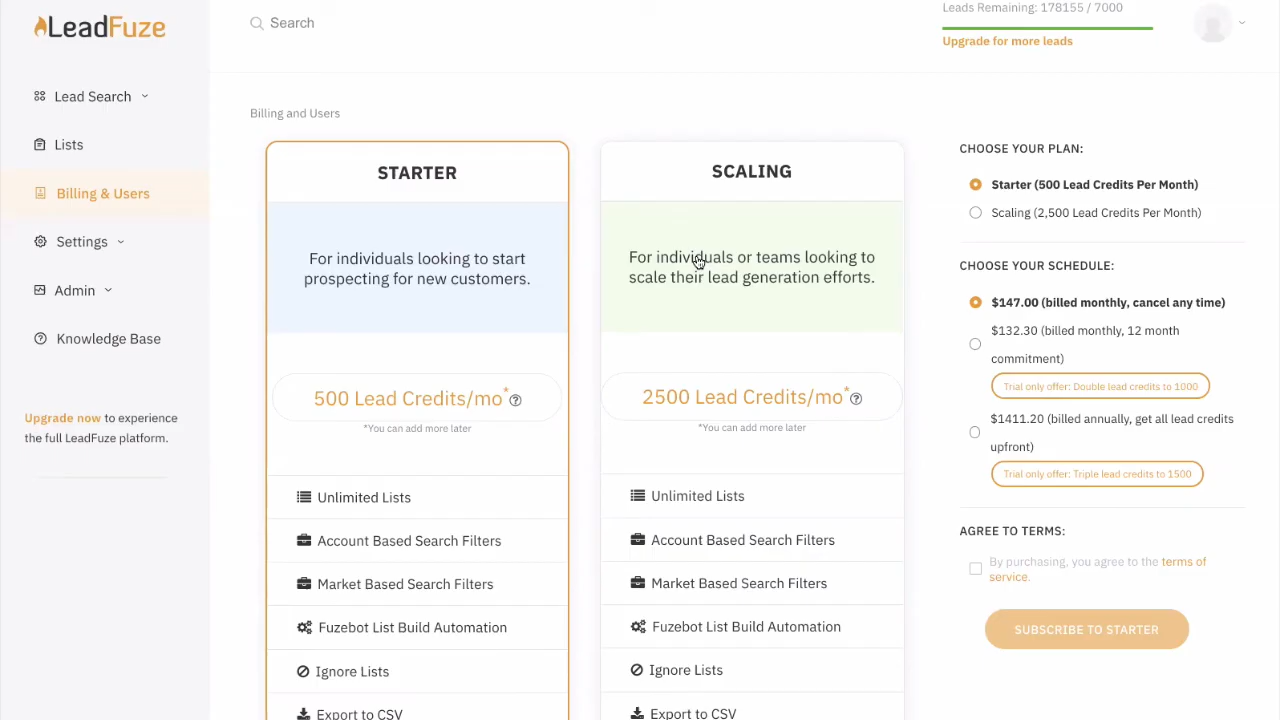 LeadFuze
Search
Leads Remaining: 178155 / 7000
Upgrade for more leads
Lead Search
Lists
Billing & Users
Settings
Admin
Knowledge Base
Upgrade now to experience
the full LeadFuze platform.
Billing and Users
STARTER
For individuals looking to start
prospecting for new customers.
500 Lead Credits/mo*
*You can add more later
Unlimited Lists
Account Based Search Filters
Market Based Search Filters
Fuzebot List Build Automation
Ignore Lists
Export to CSV
SCALING
For individuals or teams looking to
scale their lead generation efforts.
2500 Lead Credits/mo*
*You can add more later
Unlimited Lists
Account Based Search Filters
Market Based Search Filters
Fuzebot List Build Automation
Ignore Lists
Export to CSV
CHOOSE YOUR PLAN:
Starter (500 Lead Credits Per Month)
Scaling (2,500 Lead Credits Per Month)
CHOOSE YOUR SCHEDULE:
$147.00 (billed monthly, cancel any time)
$132.30 (billed monthly, 12 month
commitment)
Trial only offer: Double lead credits to 1000
$1411.20 (billed annually, get all lead credits
upfront)
Trial only offer: Triple lead credits to 1500
AGREE TO TERMS:
By purchasing, you agree to the terms of
service.
SUBSCRIBE TO STARTER